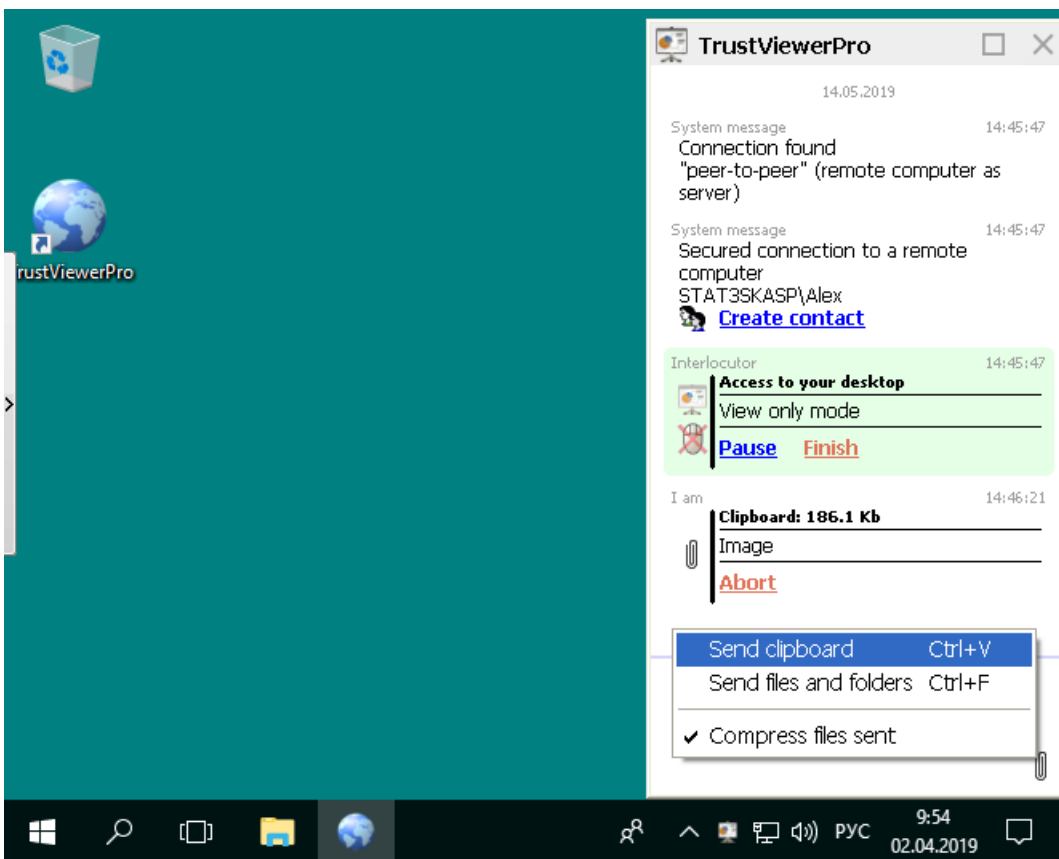 TrustViewerPro
14.05.2019
System message 14:45:47
Connection found
"peer-to-peer" (remote computer as
server)
System message 14:45:47
Secured connection to a remote
computer
STAT3SKASP\Alex
Create contact
Interlocutor 14:45:47
Access to your desktop
View only mode
Pause Finish
I am 14:46:21
Clipboard: 186.1 Kb
Image
Abort
Send clipboard Ctrl+V
Send files and folders Ctrl+F
Compress files sent
rustViewerPro
РУС
9:54
02.04.2019